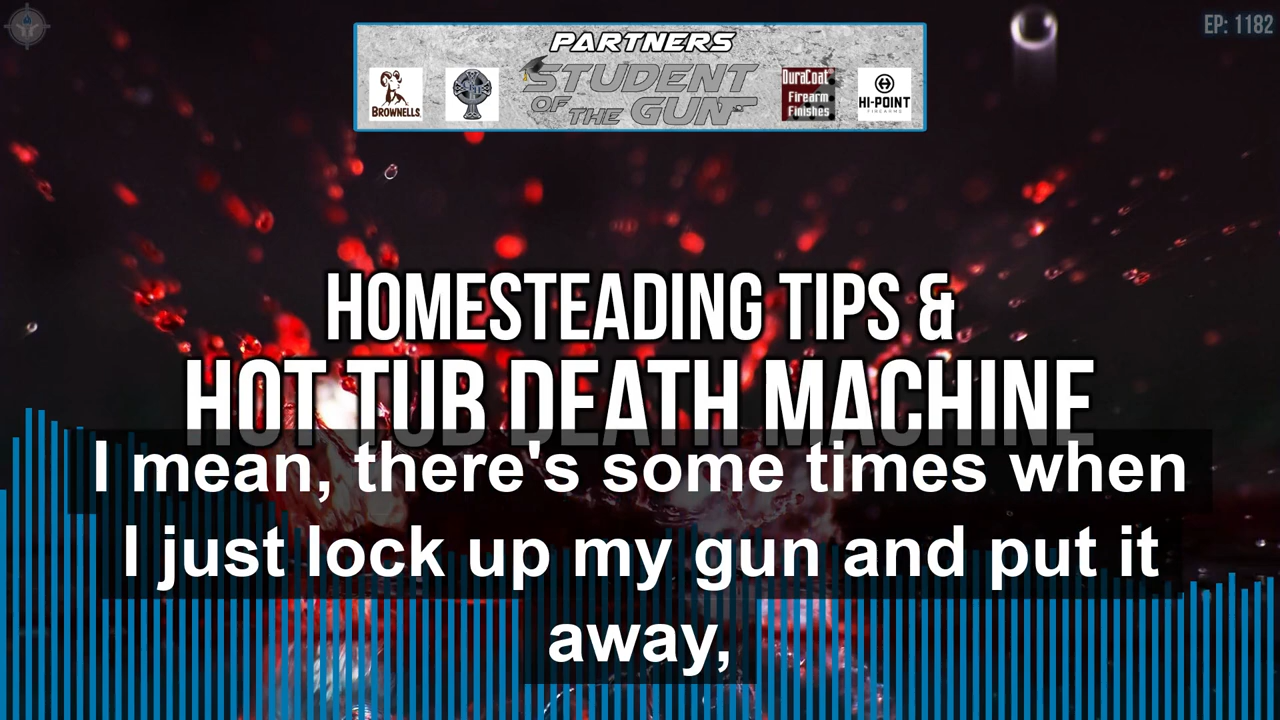 EP: 1182
PARTNERS
STUDENT
OF THE GUN
BROWNELLS
DuraCoat
Firearm
Finishes
HI-POINT
FIREARMS
HOMESTEADING TIPS &
HOT TUB DEATH MACHINE
I mean, there's some times when
I just lock up my gun and put it
away,